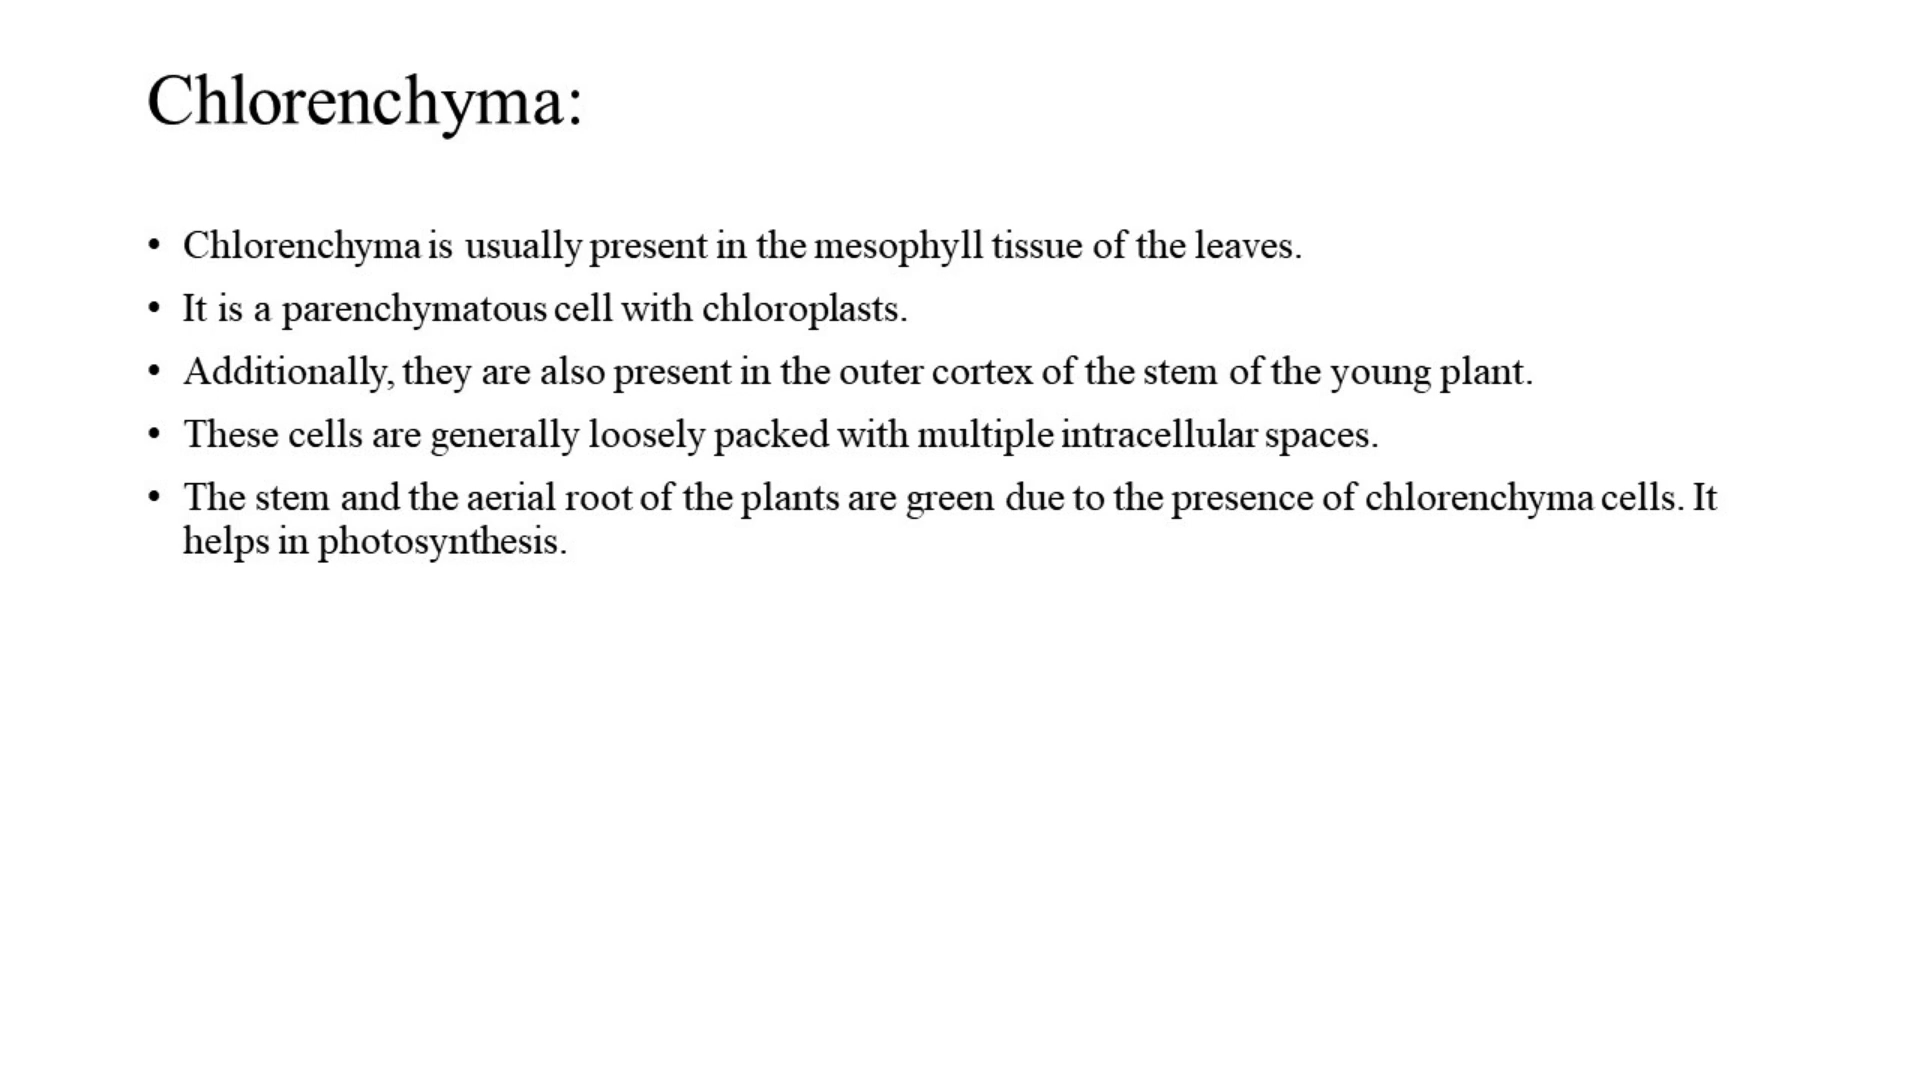 Chlorenchyma:
• Chlorenchyma is usually present in the mesophyll tissue of the leaves.
• It is a parenchymatous cell with chloroplasts.
• Additionally, they are also present in the outer cortex of the stem of the young plant.
• These cells are generally loosely packed with multiple intracellular spaces.
• The stem and the aerial root of the plants are green due to the presence of chlorenchyma cells. It
helps in photosynthesis.